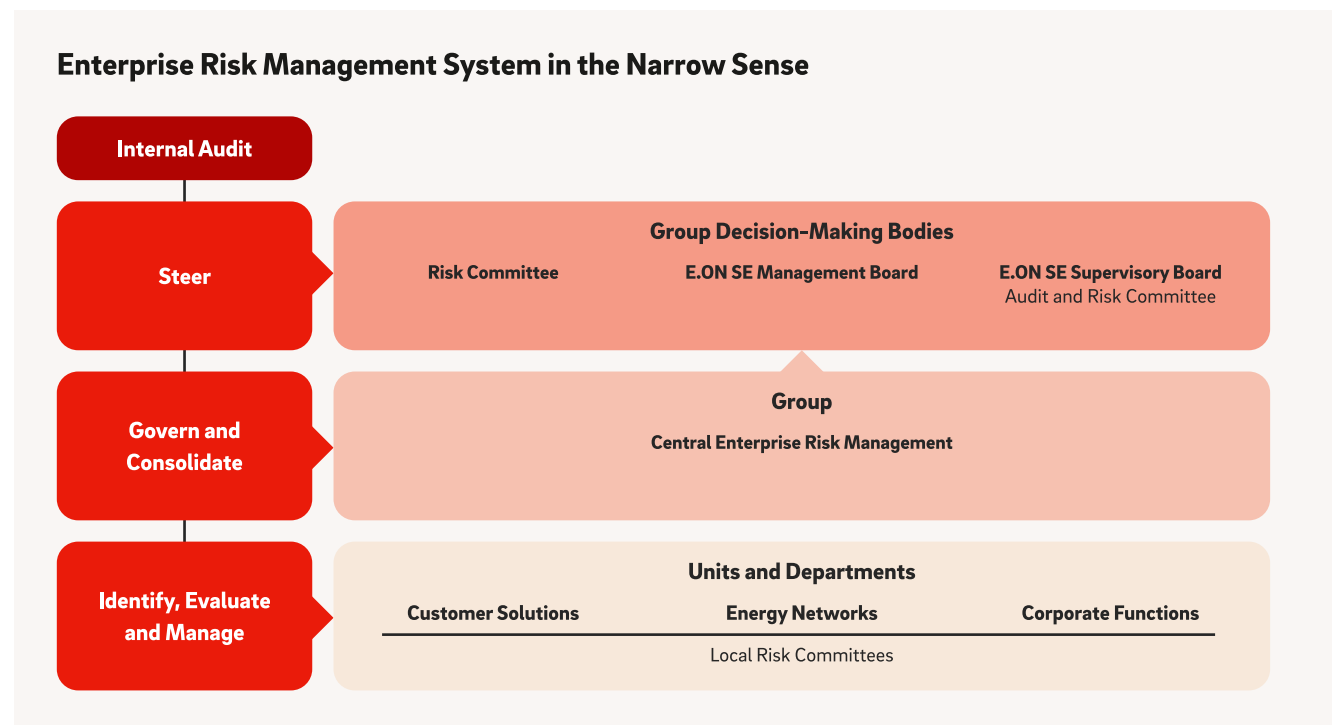 Enterprise Risk Management System in the Narrow Sense
Internal Audit
Steer
Group Decision-Making Bodies
Risk Committee
E.ON SE Management Board
E.ON SE Supervisory Board
Audit and Risk Committee
Govern and
Consolidate
Group
Central Enterprise Risk Management
Identify, Evaluate
and Manage
Units and Departments
Customer Solutions
Energy Networks
Corporate Functions
Local Risk Committees